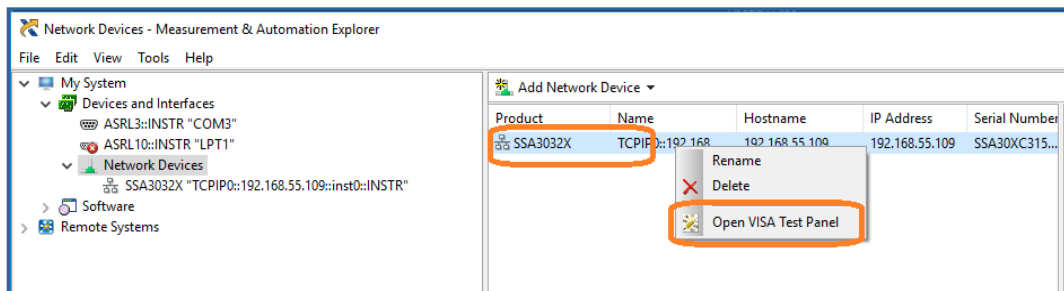 Network Devices - Measurement & Automation Explorer
File Edit View Tools Help
My System
Devices and Interfaces
ASRL3::INSTR "COM3"
ASRL10::INSTR "LPT1"
Network Devices
SSA3032X "TCPIP0::192.168.55.109::inst0::INSTR"
Software
Remote Systems
Add Network Device
Product Name Hostname IP Address Serial Number
SSA3032X TCPIP0::192.168 192.168.55.109 192.168.55.109 SSA30XC315...
Rename
Delete
Open VISA Test Panel